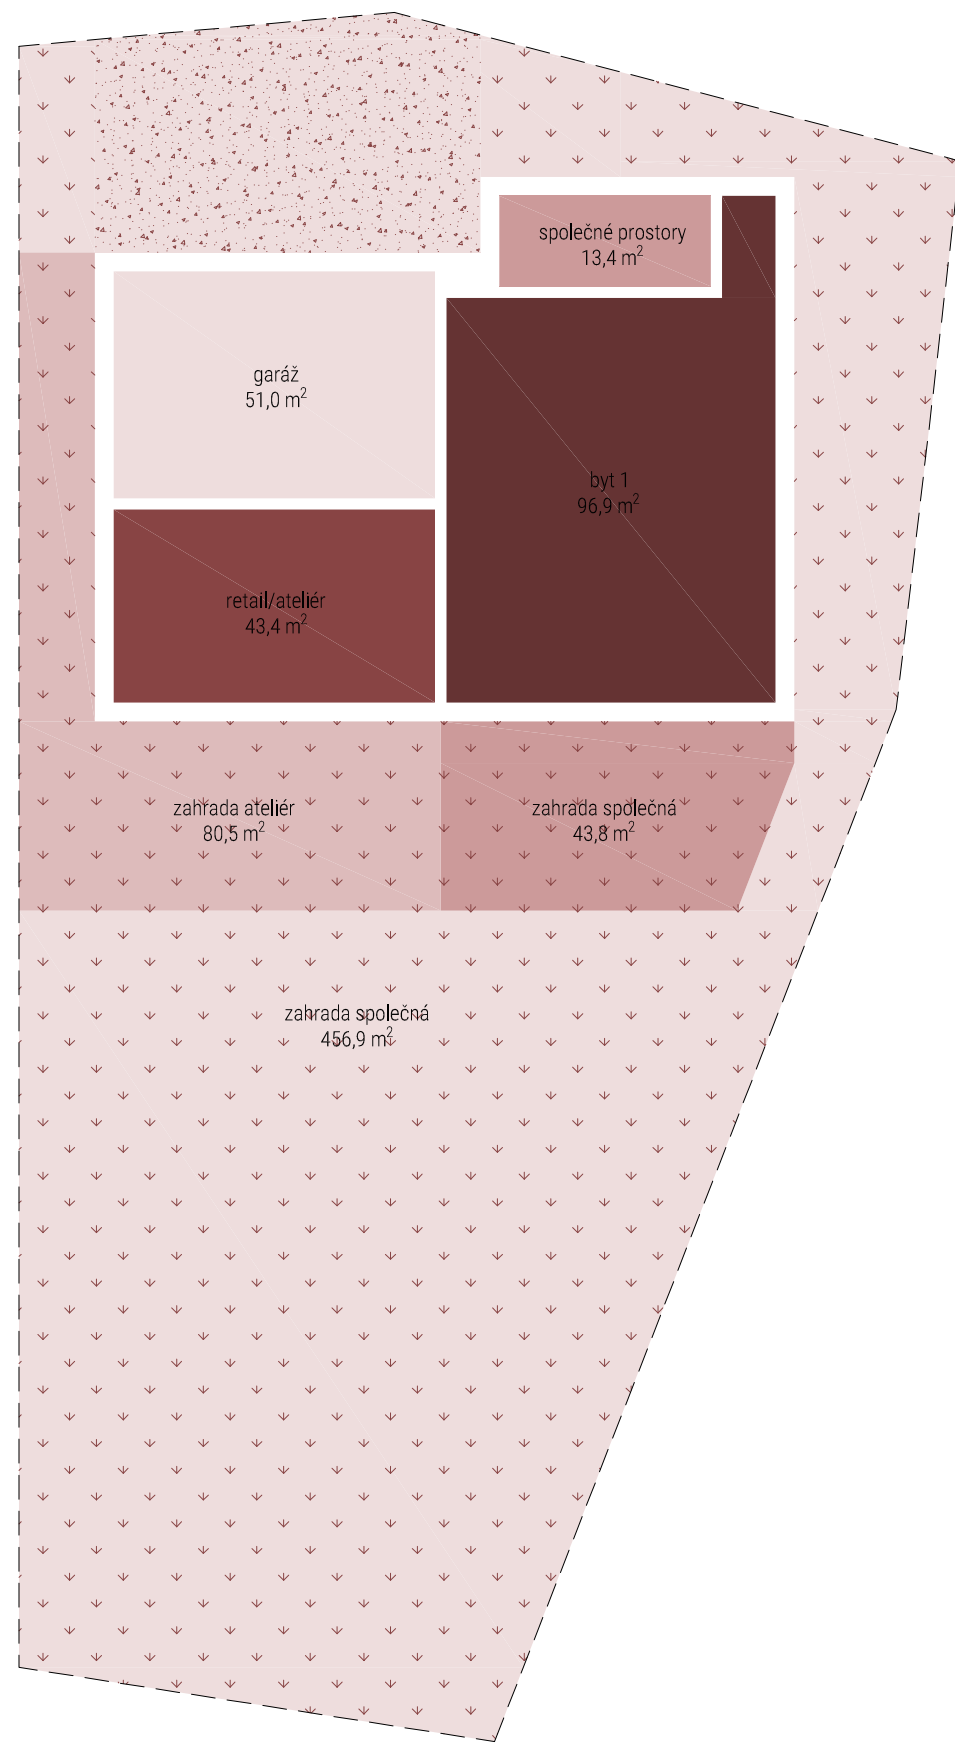 společné prostory
13,4 m²
garáž
51,0 m²
byt 1
96,9 m²
retail/ateliér
43,4 m²
zahrada ateliér
80,5 m²
zahrada společná
43,8 m²
zahrada společná
456,9 m²